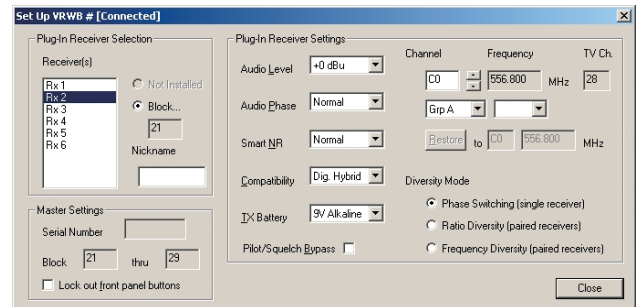 Set Up VRWB # [Connected]
Plug-In Receiver Selection
Receiver(s)
Rx 1
Rx 2
Rx 3
Rx 4
Rx 5
Rx 6
Not Installed
Block...
21
Nickname
Master Settings
Serial Number
Block 21 thru 29
Lock out front panel buttons
Plug-In Receiver Settings
Audio Level +0 dBu
Audio Phase Normal
Smart NR Normal
Compatibility Dig. Hybrid
TX Battery 9V Alkaline
Pilot/Squelch Bypass
Channel Frequency TV Ch.
C0 556.800 MHz 28
Grp A
Restore to C0 556.800 MHz
Diversity Mode
Phase Switching (single receiver)
Ratio Diversity (paired receivers)
Frequency Diversity (paired receivers)
Close